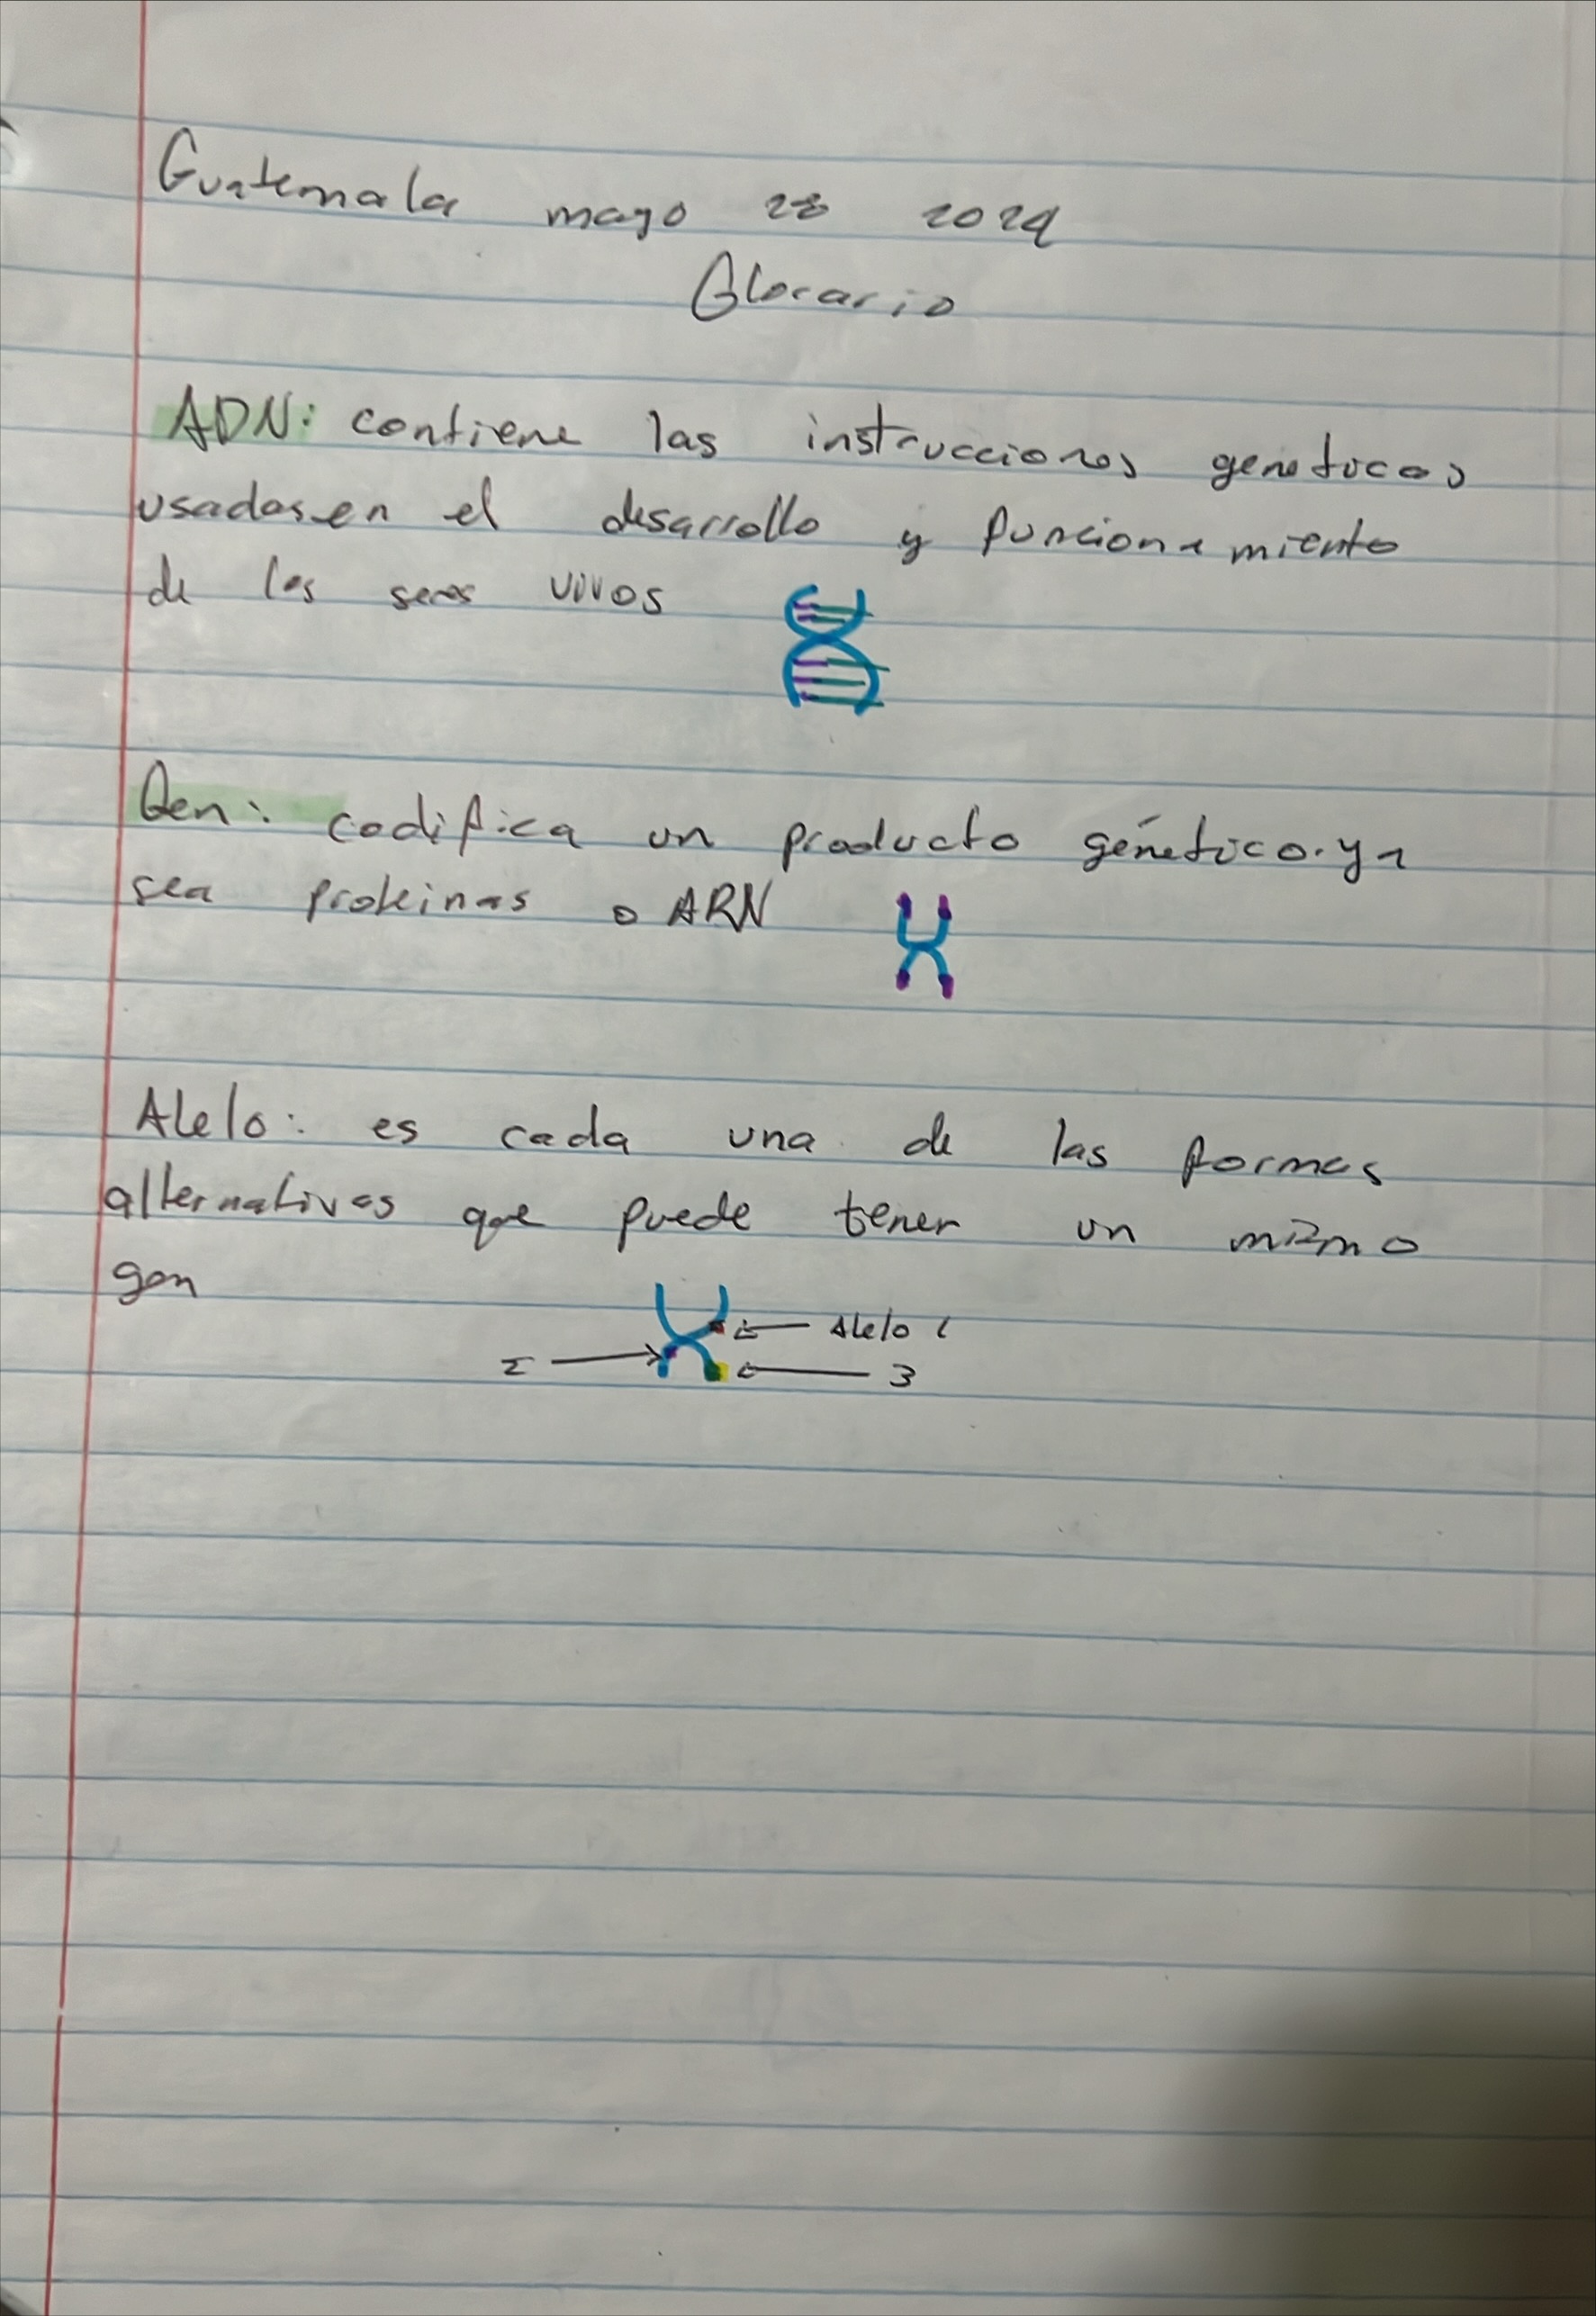 Guatemala mayo 28 2024
Glocario
ADN: contiene las instrucciones geneticas
usadas en el desarrollo y funcionamiento
de los seres vivos
Gen: codifica un producto génetico. ya
sea proteinas o ARN
Alelo: es cada una de las formas
alternativas que puede tener un mismo
gen
Alelo 1
2
3